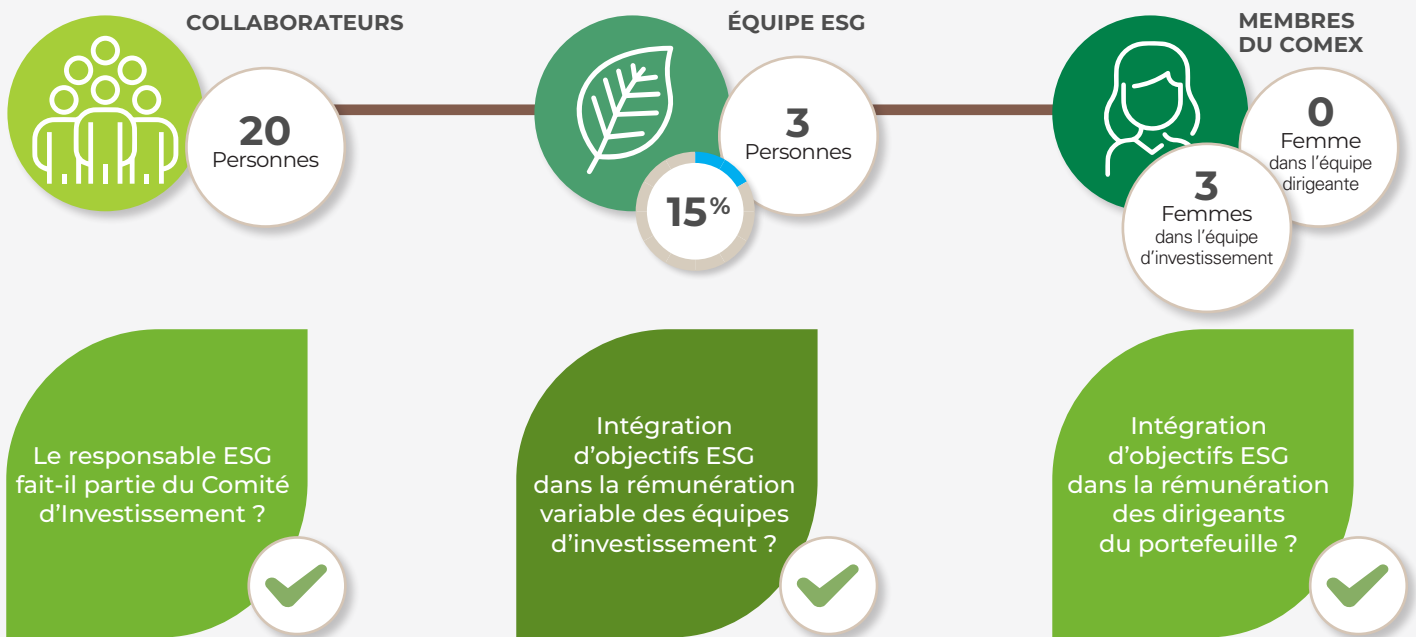 COLLABORATEURS
20
Personnes
ÉQUIPE ESG
3
Personnes
15%
MEMBRES
DU COMEX
0
Femme
dans l'équipe
dirigeante
3
Femmes
dans l'équipe
d'investissement
Le responsable ESG
fait-il partie du Comité
d'Investissement ?
Intégration
d'objectifs ESG
dans la rémunération
variable des équipes
d'investissement ?
Intégration
d'objectifs ESG
dans la rémunération
des dirigeants
du portefeuille ?